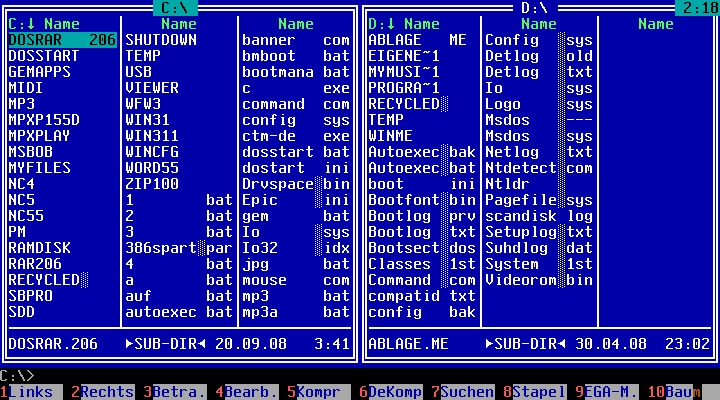 C:\ D:\ 2:18
C:↓ Name Name Name D:↓ Name Name Name
DOSRAR 206 SHUTDOWN banner com ABLAGE ME Config░sys
DOSSTART TEMP bmboot bat EIGENE~1 Detlog░old
GEMAPPS USB bootmana bat MYMUSI~1 Detlog░txt
MIDI VIEWER c exe PROGRA~1 Io░sys
MP3 WFW3 command com RECYCLED░ Logo░sys
MPXP155D WIN31 config sys TEMP Msdos░---
MPXPLAY WIN311 ctm-de exe WINME Msdos░sys
MSBOB WINCFG dosstart bat Autoexec░bak Netlog░txt
MYFILES WORD55 dostart ini Autoexec░bat Ntdetect░com
NC4 ZIP100 Drvspace░bin boot ini Ntldr░
NC5 1 bat Epic░ini Bootfont░bin Pagefile░sys
NC55 2 bat gem bat Bootlog░prv scandisk log
PM 3 bat Io░sys Bootlog░txt Setuplog░txt
RAMDISK 386spart░par Io32░idx Bootsect░dos Suhdlog░dat
RAR206 4 bat jpg bat Classes░1st System░1st
RECYCLED░ a bat mouse com Command░com Videorom░bin
SBPRO auf bat mp3 bat compatid txt
SDD autoexec bat mp3a bat config bak
DOSRAR.206 ►SUB-DIR◄ 20.09.08 3:41 ABLAGE.ME ►SUB-DIR◄ 30.04.08 23:02
C:\>
1Links 2Rechts 3Betra. 4Bearb. 5Kompr 6DeKomp 7Suchen 8Stapel 9EGA-M. 10Baum